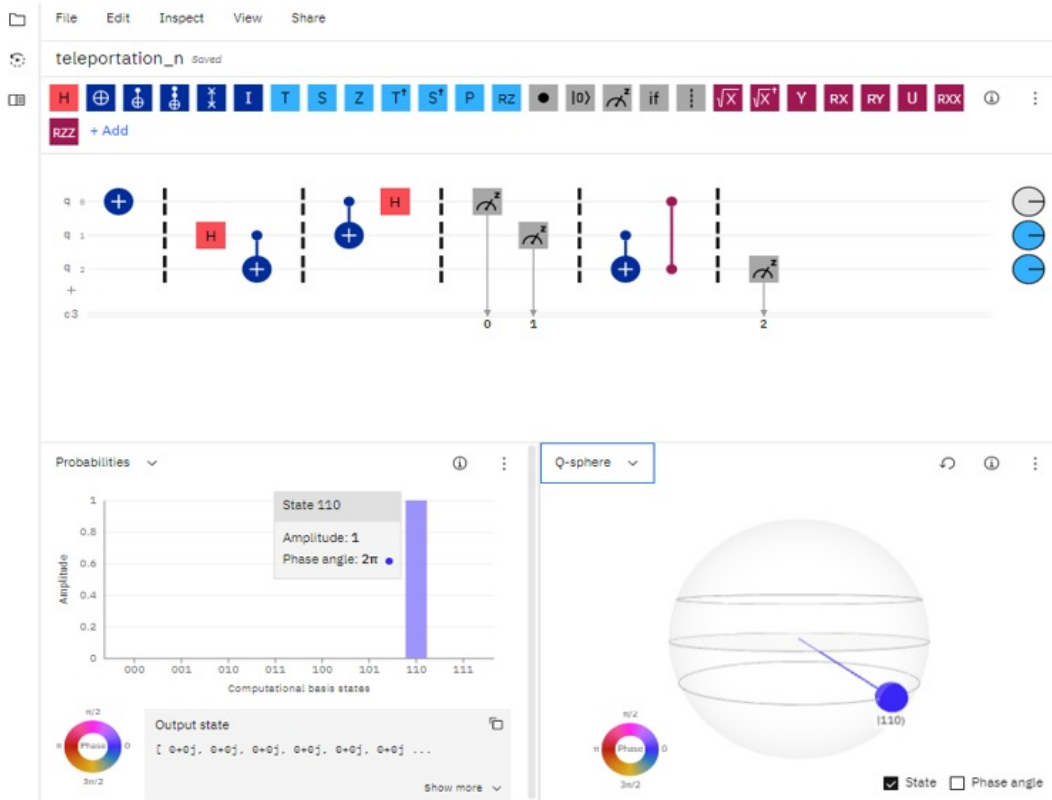 File Edit Inspect View Share
teleportation_n Saved
H I T S Z T† S† P RZ |0⟩ z if √X √X† Y RX RY U RXX
RZZ + Add
q 0 H z
q 1 H z
q 2 z
+
c3
0 1 2
Probabilities
Q-sphere
State 110
Amplitude: 1
Phase angle: 2π
Amplitude
1
0.8
0.6
0.4
0.2
0
000 001 010 011 100 101 110 111
Computational basis states
π/2
π Phase 0
3π/2
Output state
[ 0+0j, 0+0j, 0+0j, 0+0j, 0+0j, 0+0j ...
Show more
|110⟩
π/2
π Phase 0
3π/2
State Phase angle